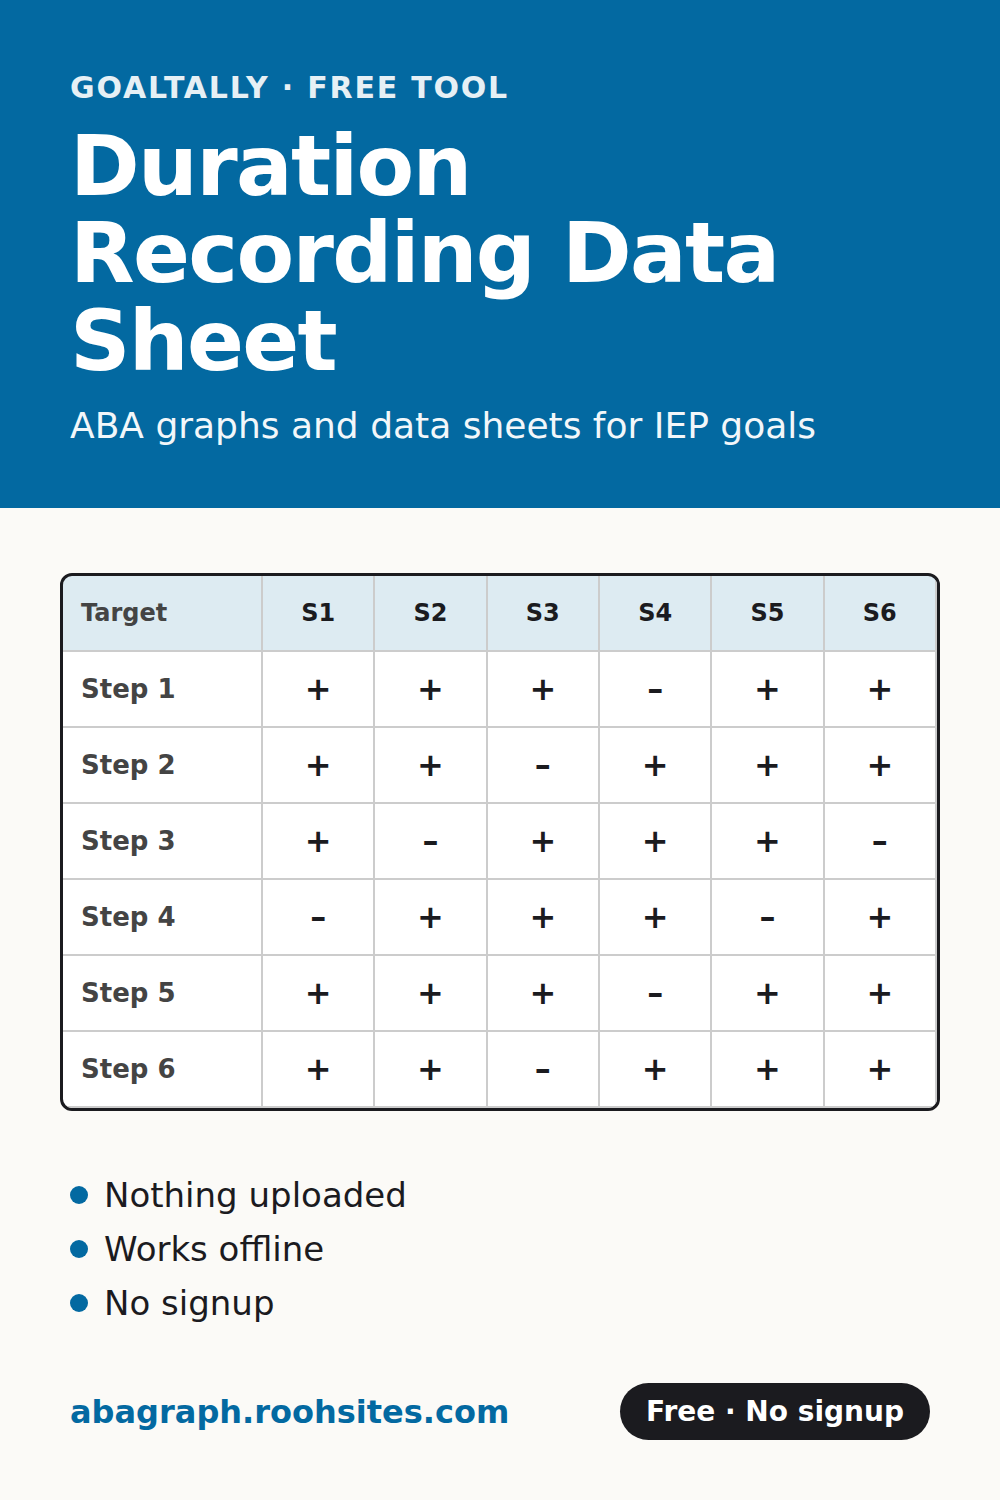 GOALTALLY · FREE TOOL
Duration
Recording Data
Sheet
ABA graphs and data sheets for IEP goals
Target S1 S2 S3 S4 S5 S6
Step 1 + + + – + +
Step 2 + + – + + +
Step 3 + – + + + –
Step 4 – + + + – +
Step 5 + + + – + +
Step 6 + + – + + +
Nothing uploaded
Works offline
No signup
abagraph.roohsites.com
Free · No signup